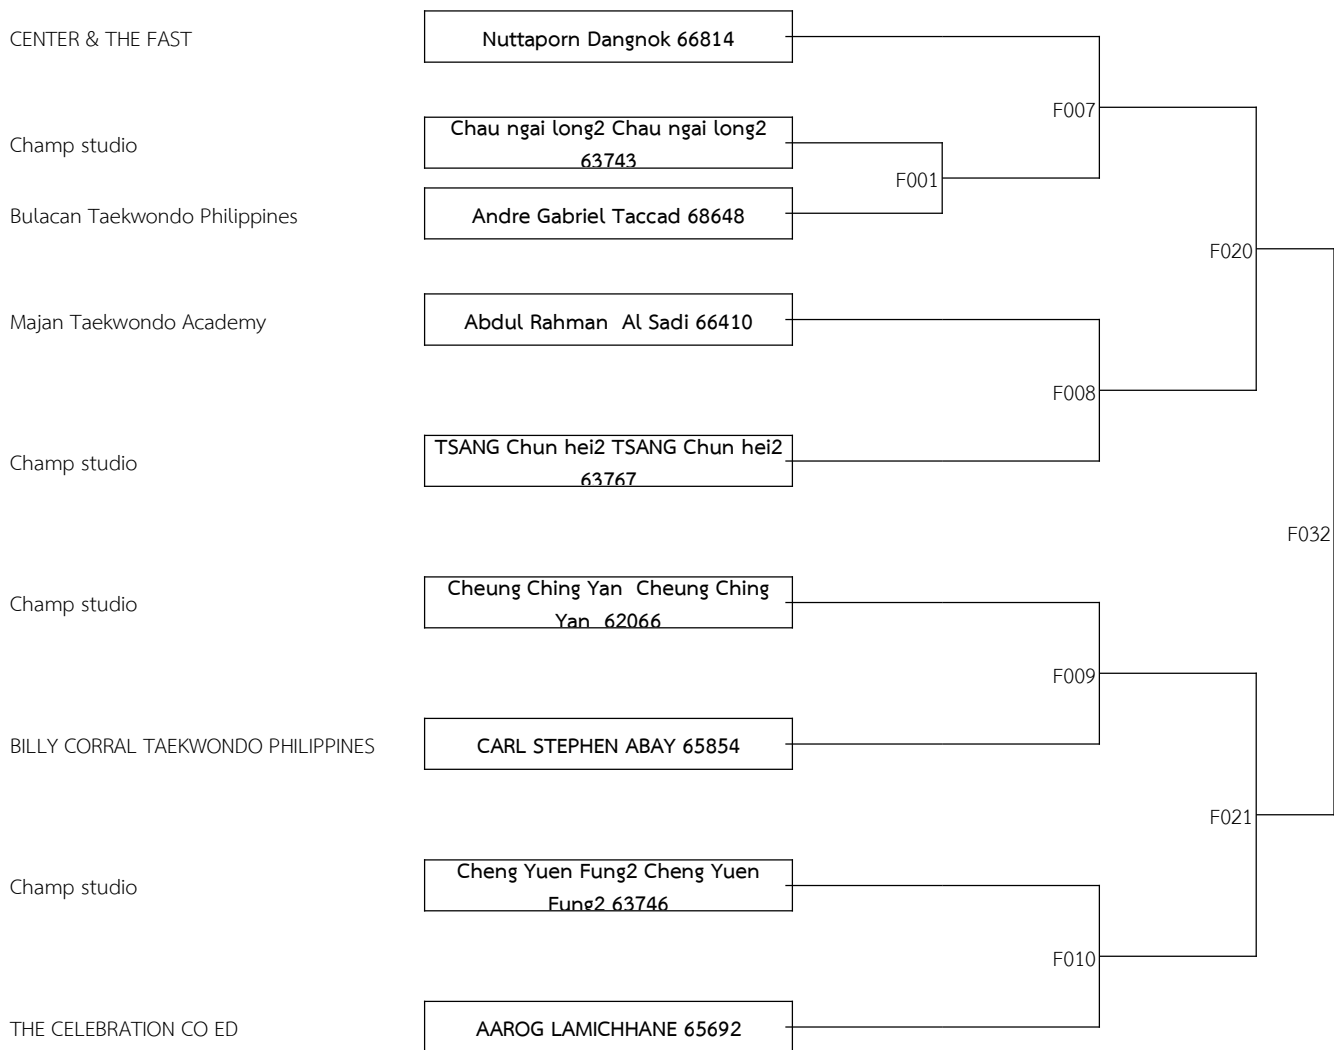 CENTER & THE FAST
Nuttaporn Dangnok 66814
F007
Champ studio
Chau ngai long2 Chau ngai long2
63743
F001
Bulacan Taekwondo Philippines
Andre Gabriel Taccad 68648
F020
Majan Taekwondo Academy
Abdul Rahman  Al Sadi 66410
F008
Champ studio
TSANG Chun hei2 TSANG Chun hei2
63767
F032
Champ studio
Cheung Ching Yan  Cheung Ching
Yan  62066
F009
BILLY CORRAL TAEKWONDO PHILIPPINES
CARL STEPHEN ABAY 65854
F021
Champ studio
Cheng Yuen Fung2 Cheng Yuen
Fung2 63746
F010
THE CELEBRATION CO ED
AAROG LAMICHHANE 65692